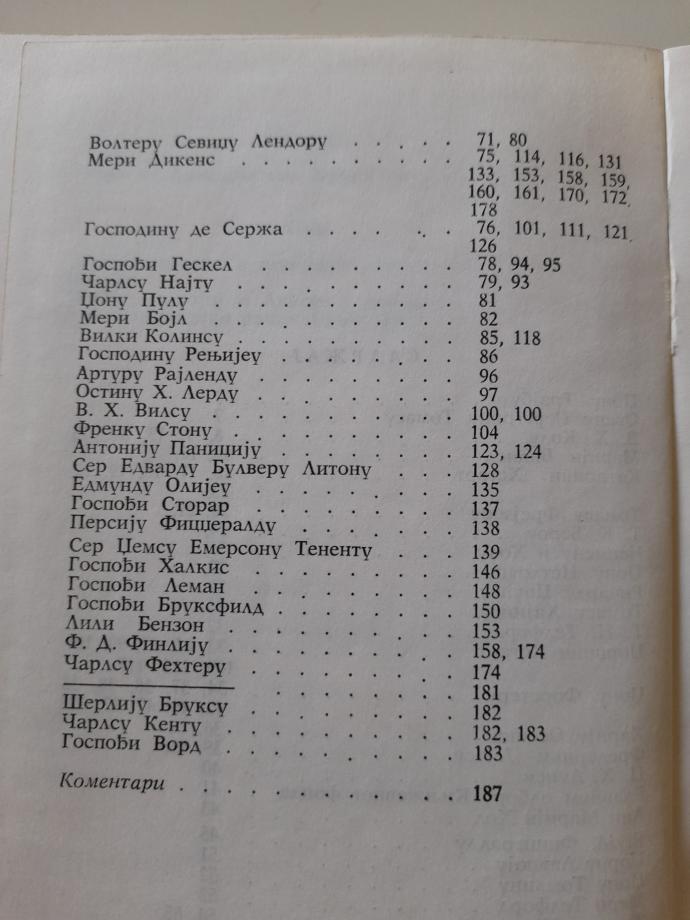 Волтеру Севицу Лендору . . . . . 71, 80
Мери Дикенс . . . . . . . . . . 75, 114, 116, 131
133, 153, 158, 159,
160, 161, 170, 172,
178
Господину де Сержа . . . . . . 76, 101, 111, 121
126
Госпођи Гескел . . . . . . . . . 78, 94, 95
Чарлсу Најту . . . . . . . . . . 79, 93
Џону Пулу . . . . . . . . . . . 81
Мери Бојл . . . . . . . . . . . 82
Вилки Колинсу . . . . . . . . . 85, 118
Господину Рењијеу . . . . . . . 86
Артуру Рајленду . . . . . . . . 96
Остину Х. Лерду . . . . . . . . 97
В. Х. Вилсу . . . . . . . . . . 100, 100
Френку Стону . . . . . . . . . 104
Антонију Паницију . . . . . . . 123, 124
Сер Едварду Булверу Литону . . . 128
Едмунду Олијеу . . . . . . . . . 135
Госпођи Сторар . . . . . . . . . 137
Персију Фицџералду . . . . . . . 138
Сер Џемсу Емерсону Тененту . . . 139
Госпођи Халкис . . . . . . . . . 146
Госпођи Леман . . . . . . . . . 148
Госпођи Бруксфилд . . . . . . . 150
Лили Бензон . . . . . . . . . . 153
Ф. Д. Финлију . . . . . . . . . 158, 174
Чарлсу Фехтеру . . . . . . . . . 174
. . . . . . . 181
Шерлију Бруксу . . . . . . . . . 182
Чарлсу Кенту . . . . . . . . . . 182, 183
Госпођи Ворд . . . . . . . . . . 183
Коментари . . . . . . . . . . . 187